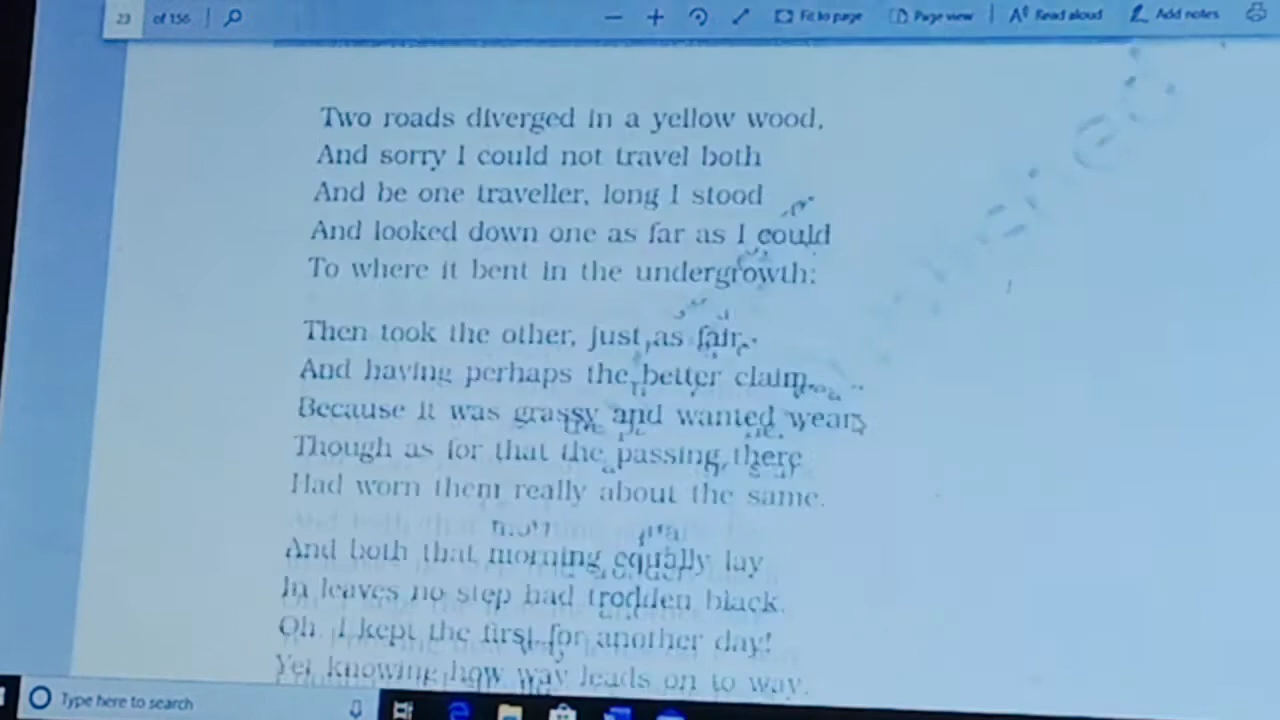 23 of 156 Fit to page Page view Read aloud Add notes
Two roads diverged in a yellow wood,
And sorry I could not travel both
And be one traveller, long I stood
And looked down one as far as I could
To where it bent in the undergrowth;
Then took the other, just as fair,
And having perhaps the better claim,
Because it was grassy and wanted wear;
Though as for that the passing there
Had worn them really about the same,
And both that morning equally lay
In leaves no step had trodden black.
Oh, I kept the first for another day!
Yet knowing how way leads on to way,
Type here to search